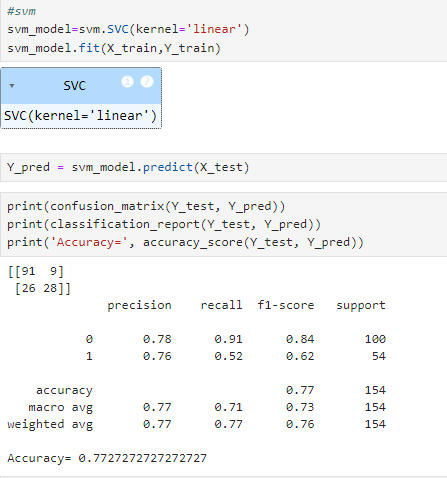 #svm
svm_model=svm.SVC(kernel='linear')
svm_model.fit(X_train,Y_train)
SVC
SVC(kernel='linear')
Y_pred = svm_model.predict(X_test)
print(confusion_matrix(Y_test, Y_pred))
print(classification_report(Y_test, Y_pred))
print('Accuracy=', accuracy_score(Y_test, Y_pred))
[[91  9]
 [26 28]]
              precision    recall  f1-score   support
           0       0.78      0.91      0.84       100
           1       0.76      0.52      0.62        54
    accuracy                           0.77       154
   macro avg       0.77      0.71      0.73       154
weighted avg       0.77      0.77      0.76       154
Accuracy= 0.7727272727272727